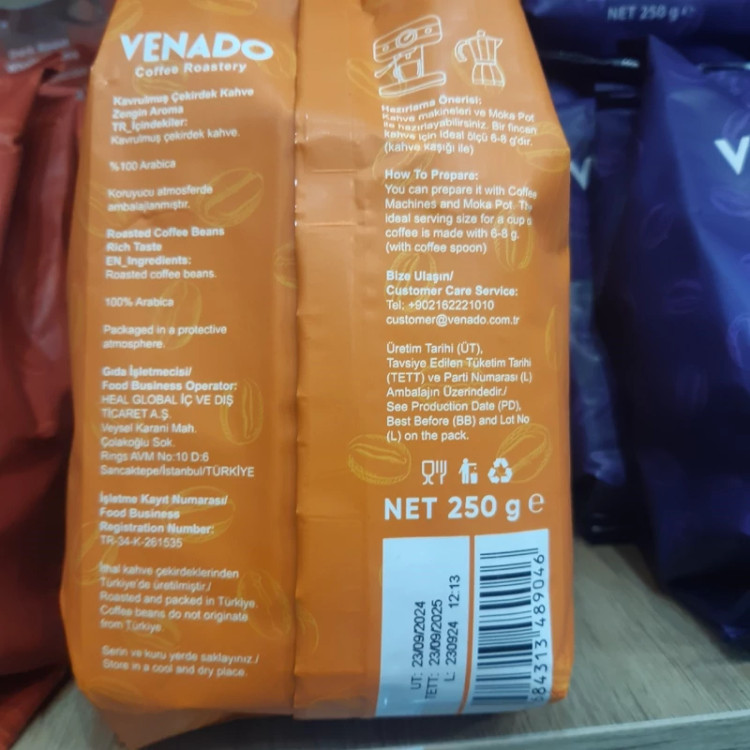 VENADO
Coffee Roastery
Kavrulmuş Çekirdek Kahve
Zengin Aroma
TR_İçindekiler:
Kavrulmuş çekirdek kahve.
%100 Arabica
Koruyucu atmosferde
ambalajlanmıştır.
Roasted Coffee Beans
Rich Taste
EN_Ingredients:
Roasted coffee beans.
100% Arabica
Packaged in a protective
atmosphere.
Gıda İşletmecisi/
Food Business Operator:
HEAL GLOBAL İÇ VE DIŞ
TİCARET A.Ş.
Veysel Karani Mah.
Çolakoğlu Sok.
Rings AVM No:10 D:6
Sancaktepe/İstanbul/TÜRKİYE
İşletme Kayıt Numarası/
Food Business
Registration Number:
TR-34-K-261535
İthal kahve çekirdeklerinden
Türkiye'de üretilmiştir./
Roasted and packed in Türkiye.
Coffee beans do not originate
from Türkiye.
Serin ve kuru yerde saklayınız./
Store in a cool and dry place.
Hazırlama Önerisi:
Kahve makineleri ve Moka Pot
ile hazırlayabilirsiniz. Bir fincan
kahve için ideal ölçü 6-8 g'dır.
(kahve kaşığı ile)
How To Prepare:
You can prepare it with Coffee
Machines and Moka Pot. The
ideal serving size for a cup o
coffee is made with 6-8 g.
(with coffee spoon)
Bize Ulaşın/
Customer Care Service:
Tel: +902162221010
customer@venado.com.tr
Üretim Tarihi (ÜT),
Tavsiye Edilen Tüketim Tarihi
(TETT) ve Parti Numarası (L)
Ambalajın Üzerindedir./
See Production Date (PD),
Best Before (BB) and Lot No
(L) on the pack.
NET 250 g e
UT: 23/09/2024
TETT: 23/09/2025
L: 230924 12:13
684313 489046
NET 250 g e
V